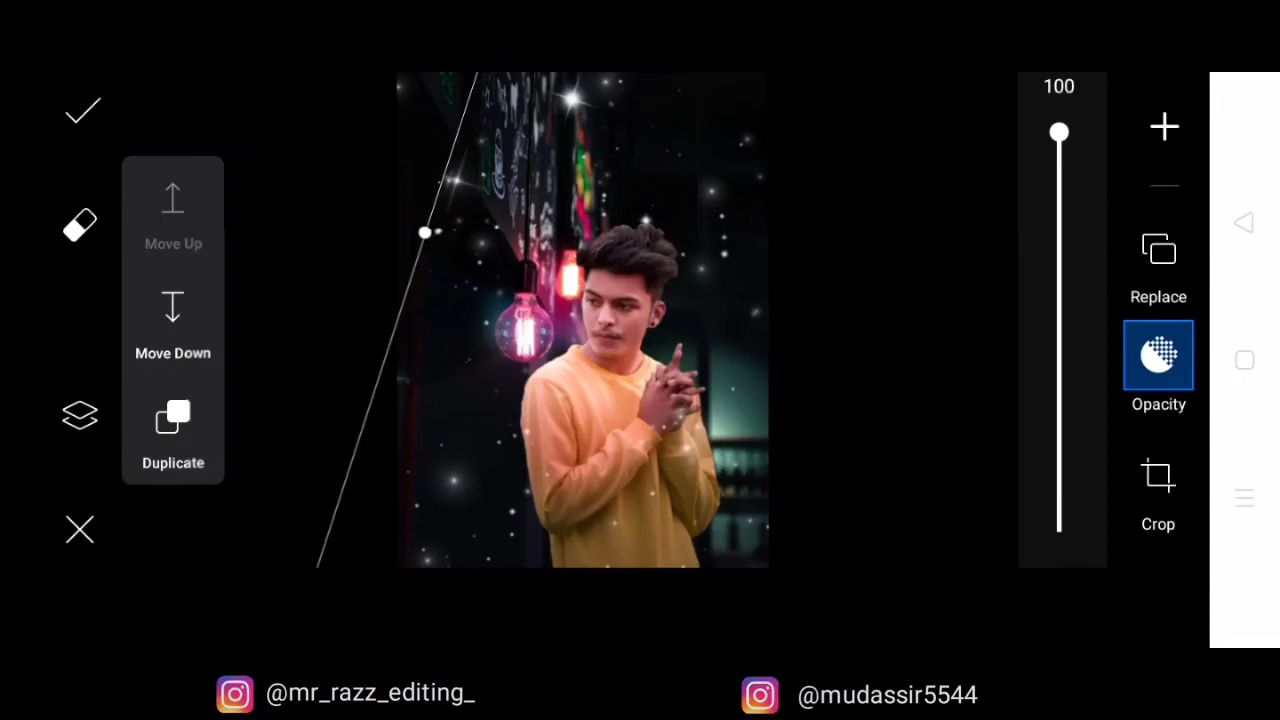 100
Move Up
Move Down
Duplicate
Replace
Opacity
Crop
@mr_razz_editing_
@mudassir5544